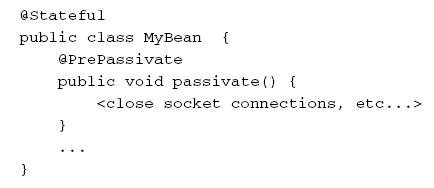 @Stateful
public class MyBean  {
    @PrePassivate
    public void passivate() {
        <close socket connections, etc...>
    }
    ...
}